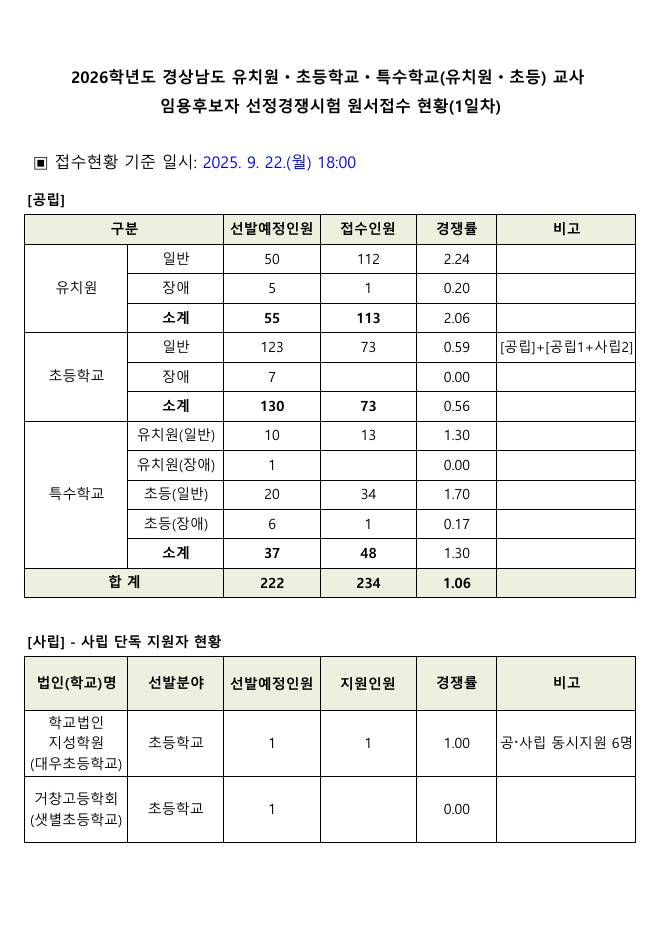 2026학년도 경상남도 유치원・초등학교・특수학교(유치원・초등) 교사
임용후보자 선정경쟁시험 원서접수 현황(1일차)
▣ 접수현황 기준 일시: 2025. 9. 22.(월) 18:00
[공립]
구분 선발예정인원 접수인원 경쟁률 비고
유치원 일반 50 112 2.24
장애 5 1 0.20
소계 55 113 2.06
초등학교 일반 123 73 0.59 [공립]+[공립1+사립2]
장애 7 0.00
소계 130 73 0.56
특수학교 유치원(일반) 10 13 1.30
유치원(장애) 1 0.00
초등(일반) 20 34 1.70
초등(장애) 6 1 0.17
소계 37 48 1.30
합 계 222 234 1.06
[사립] - 사립 단독 지원자 현황
법인(학교)명 선발분야 선발예정인원 지원인원 경쟁률 비고
학교법인
지성학원
(대우초등학교) 초등학교 1 1 1.00 공·사립 동시지원 6명
거창고등학회
(샛별초등학교) 초등학교 1 0.00